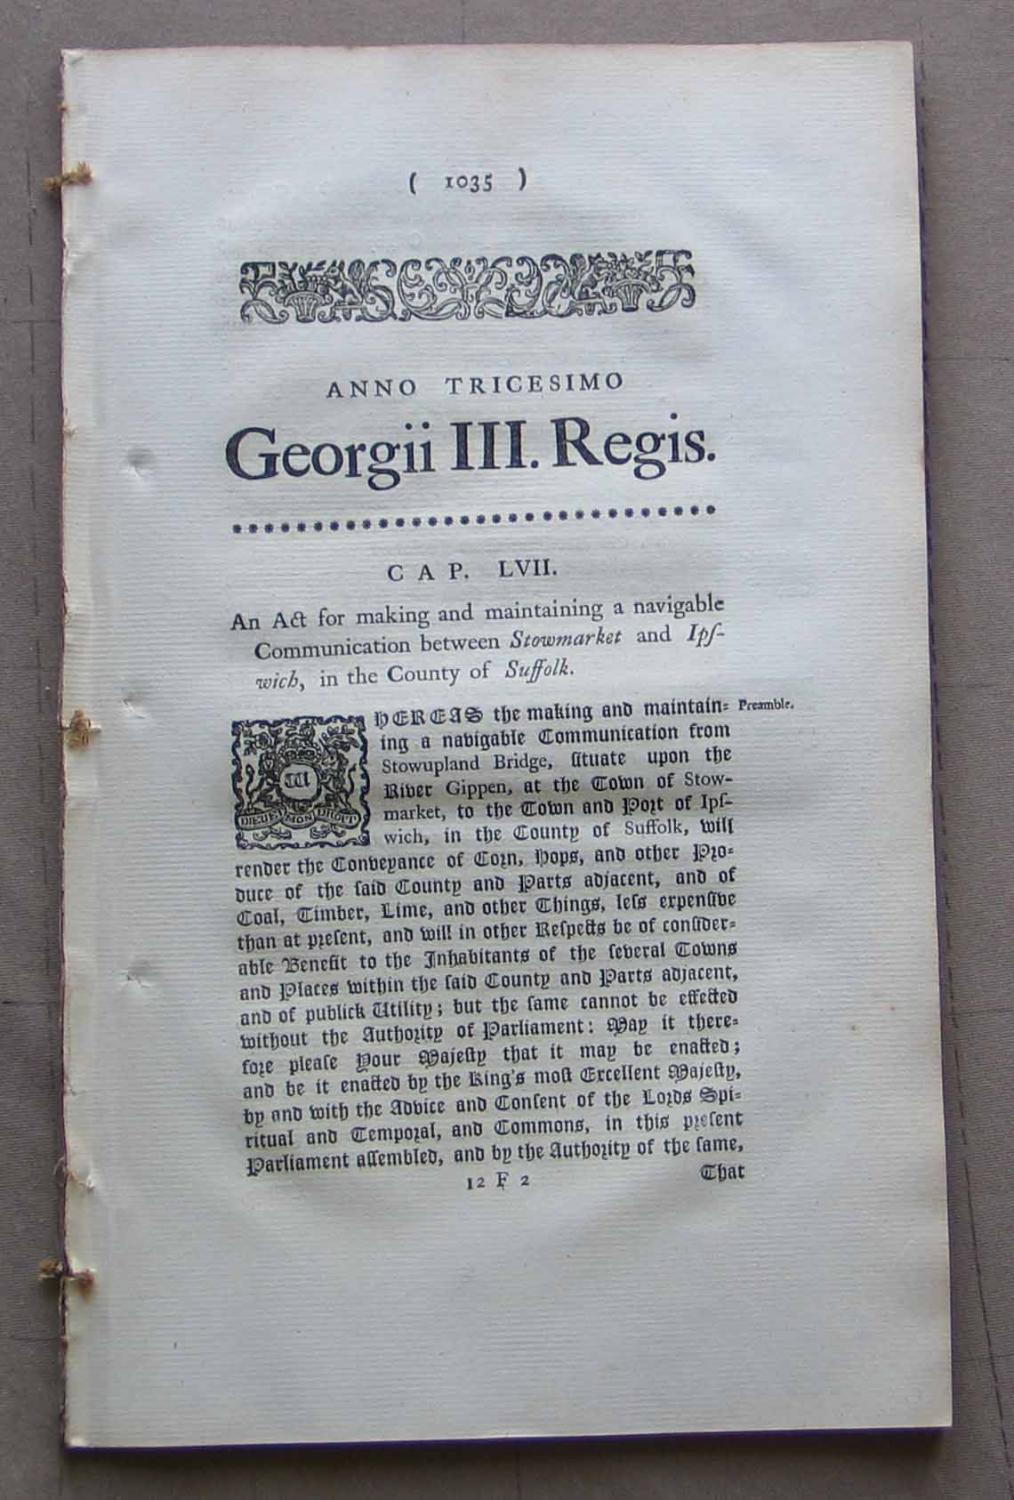 ( 1035 )
ANNO TRICESIMO
Georgii III. Regis.
CAP. LVII.
An Act for making and maintaining a navigable
Communication between Stowmarket and Ipſ-
wich, in the County of Suffolk.
WHEREAS the making and maintain- Preamble.
ing a navigable Communication from
Stowupland Bridge, ſituate upon the
River Gippen, at the Town of Stow-
market, to the Town and Port of Ipſ-
wich, in the County of Suffolk, will
DIEU ET MON DROIT
render the Conveyance of Corn, Hops, and other Pro-
duce of the ſaid County and Parts adjacent, and of
Coal, Timber, Lime, and other Things, leſs expenſive
than at preſent, and will in other Reſpects be of conſider-
able Benefit to the Inhabitants of the ſeveral Towns
and Places within the ſaid County and Parts adjacent,
and of publick Utility; but the ſame cannot be effected
without the Authority of Parliament: May it there-
fore pleaſe Your Majeſty that it may be enacted;
and be it enacted by the King's moſt Excellent Majeſty,
by and with the Advice and Conſent of the Lords Spi-
ritual and Temporal, and Commons, in this preſent
Parliament aſſembled, and by the Authority of the ſame,
12 F 2 That